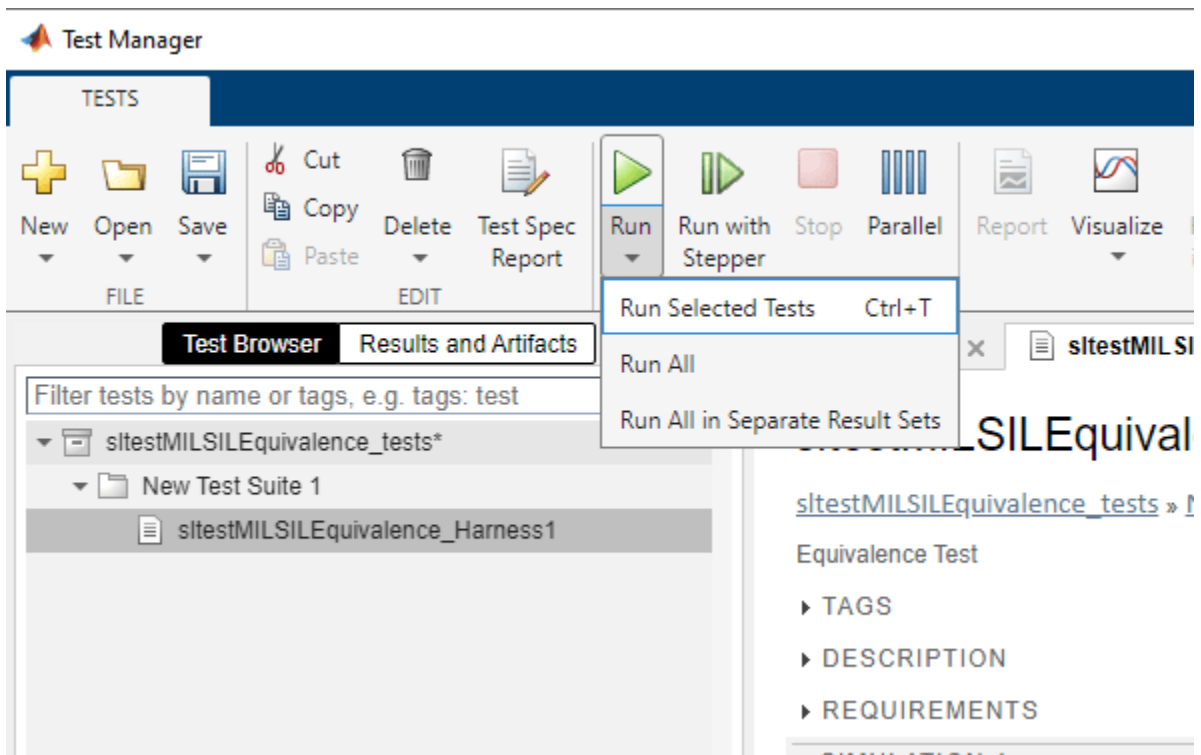 Test Manager
TESTS
New
Open
Save
FILE
Cut
Copy
Paste
Delete
Test Spec
Report
EDIT
Run
Run with
Stepper
Stop
Parallel
Report
Visualize
Run Selected Tests Ctrl+T
Run All
Run All in Separate Result Sets
Test Browser
Results and Artifacts
Filter tests by name or tags, e.g. tags: test
sltestMILSILEquivalence_tests*
New Test Suite 1
sltestMILSILEquivalence_Harness1
sltestMILSI
sltestMILSILEquivale
sltestMILSILEquivalence_tests »
Equivalence Test
TAGS
DESCRIPTION
REQUIREMENTS